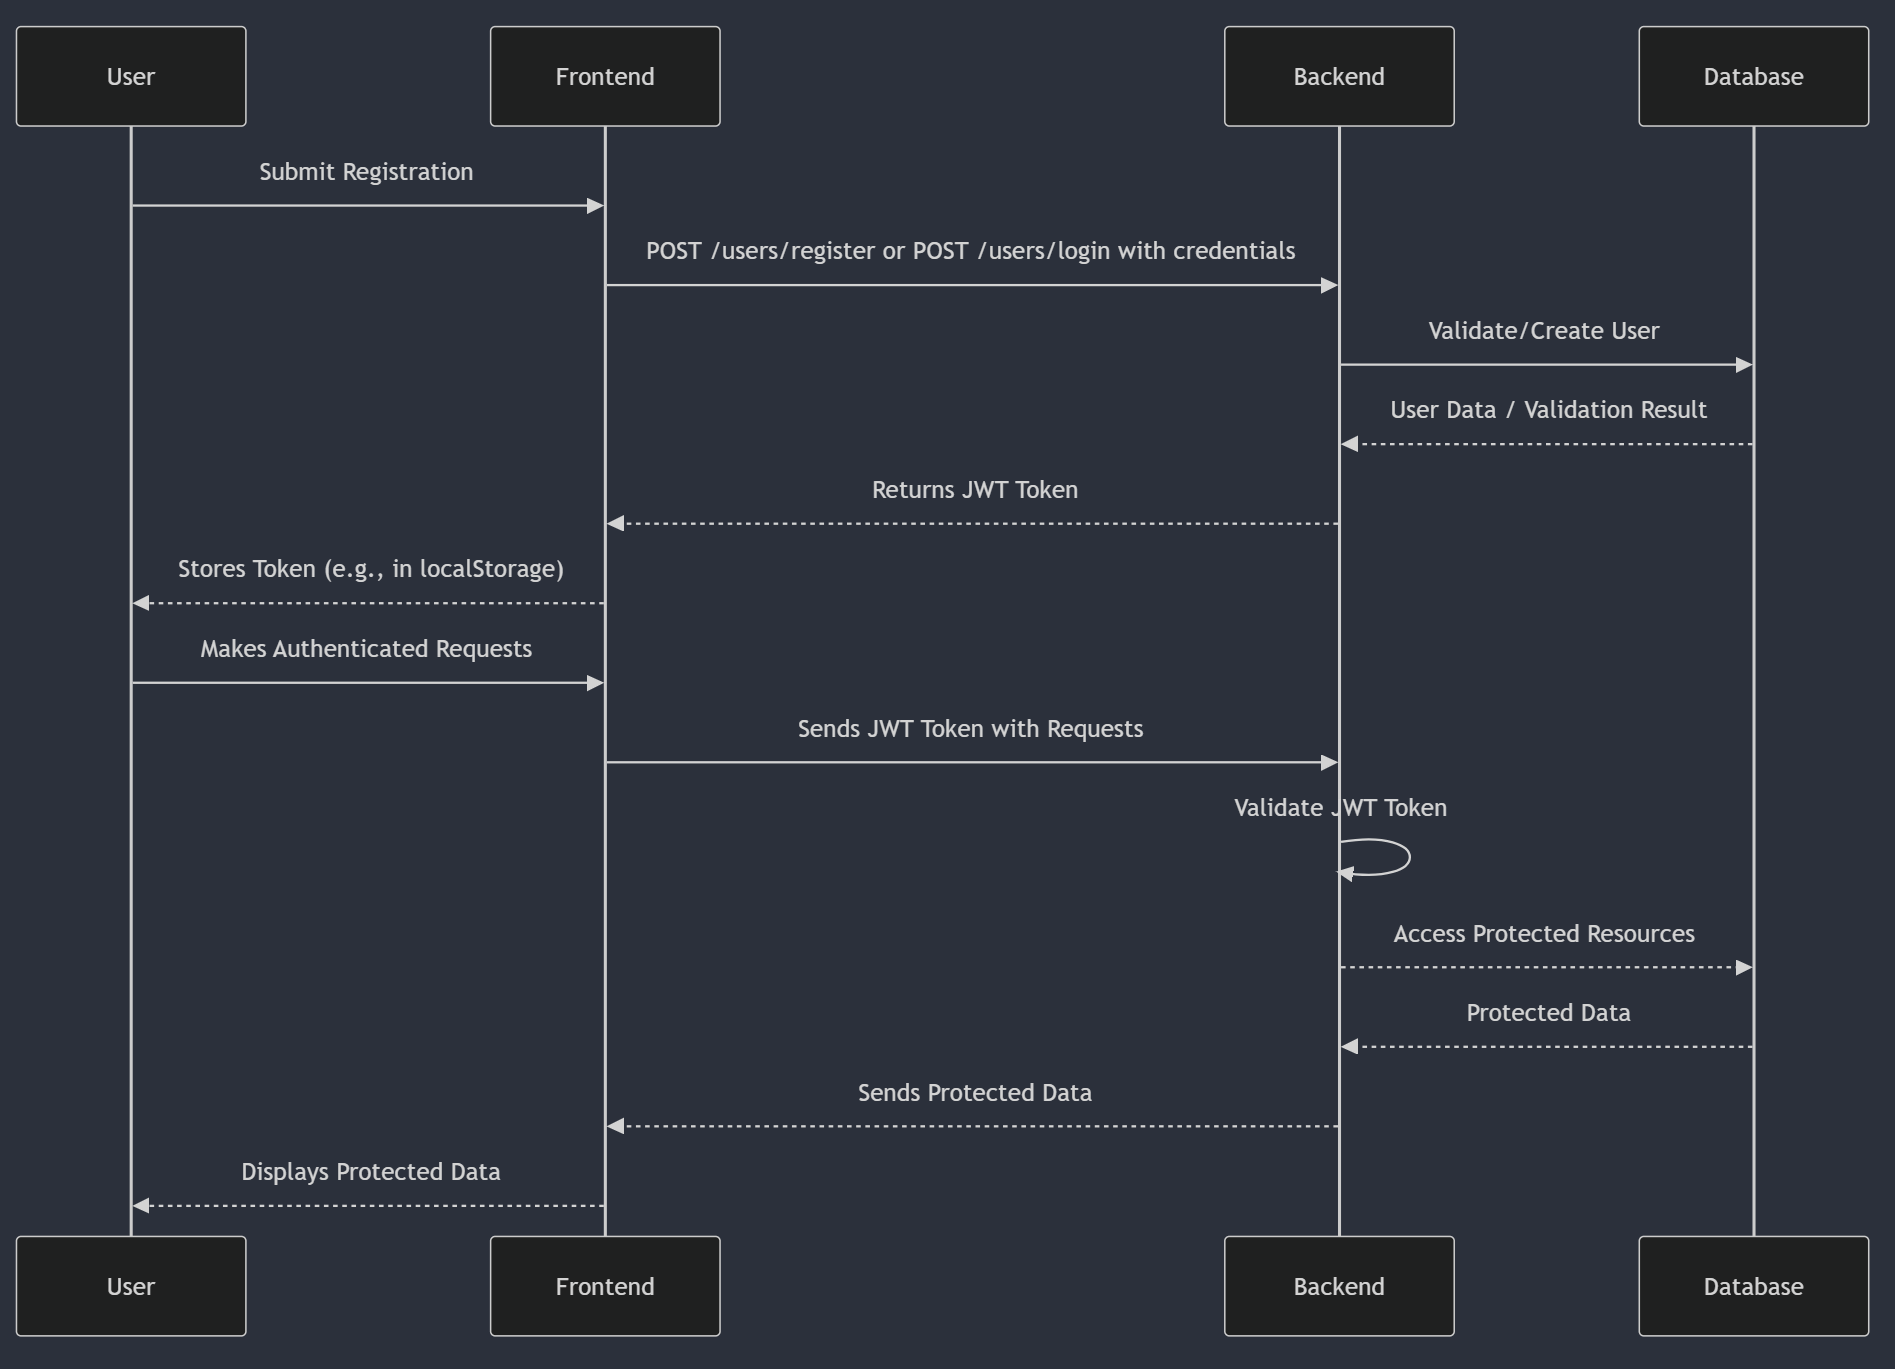 User
Frontend
Backend
Database
Submit Registration
POST /users/register or POST /users/login with credentials
Validate/Create User
User Data / Validation Result
Returns JWT Token
Stores Token (e.g., in localStorage)
Makes Authenticated Requests
Sends JWT Token with Requests
Validate JWT Token
Access Protected Resources
Protected Data
Sends Protected Data
Displays Protected Data
User
Frontend
Backend
Database